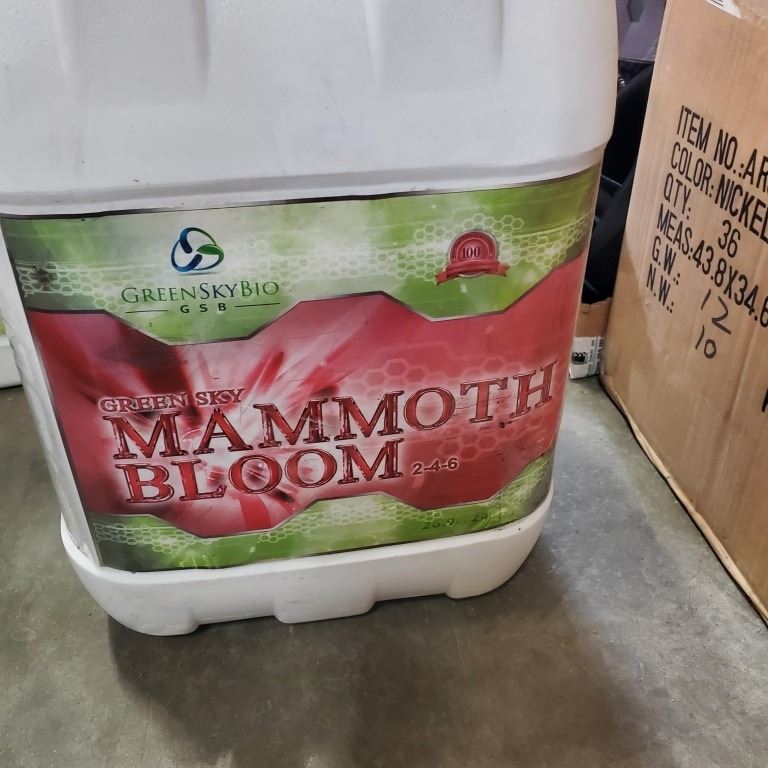 GREENSKYBIO
GSB
100
GREEN SKY
MAMMOTH
BLOOM 2-4-6
ITEM NO.:
COLOR: NICKEL
QTY: 36
MEAS: 43.8X34.6
G.W.: 12
N.W.: 10